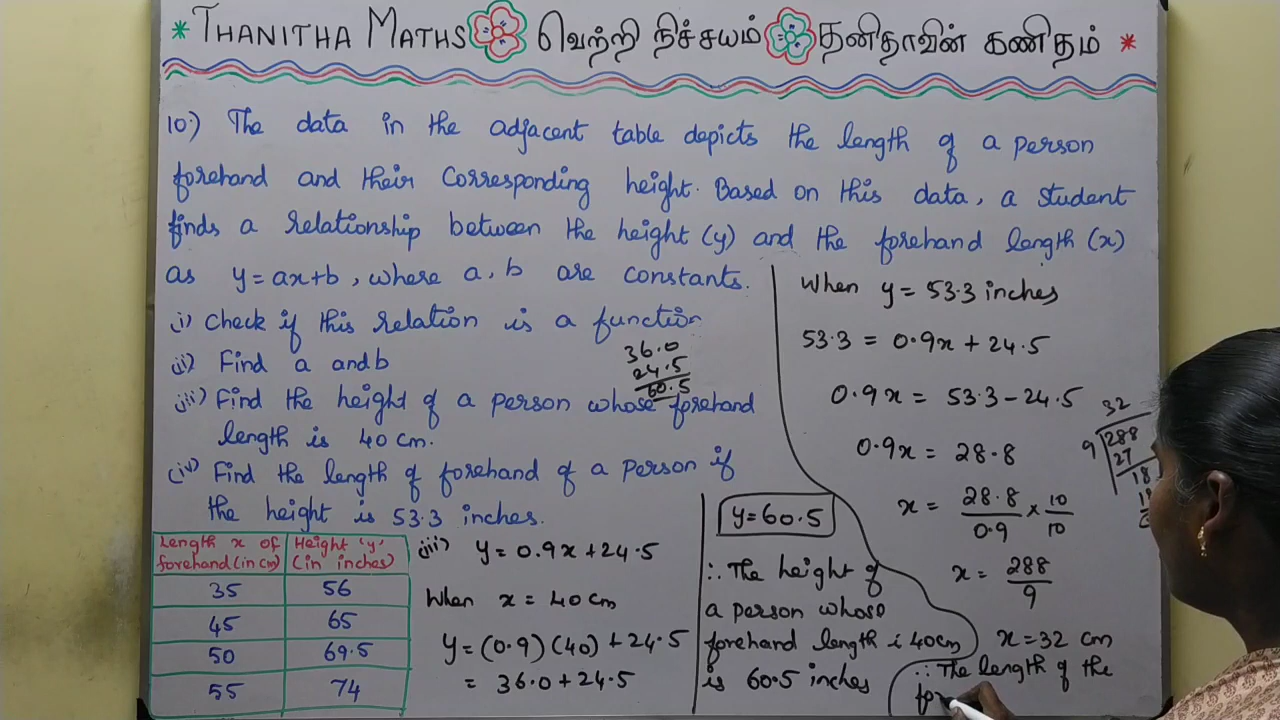 * THANITHA MATHS வெற்றி நிச்சயம் தனிதாவின் கணிதம் *
10.) The data in the adjacent table depicts the length of a person
forehand and their corresponding height. Based on this data, a student
finds a relationship between the height (y) and the forehand length (x)
as y = ax+b, where a, b are constants.
i) Check if this relation is a function
ii) Find a and b
iii) Find the height of a person whose forehand
length is 40 cm.
iv) Find the length of forehand of a person if
the height is 53.3 inches.
36.0
24.5
60.5
Length x of forehand (in cm) Height 'y' (in inches)
35 56
45 65
50 69.5
55 74
iii) y = 0.9x + 24.5
When x = 40 cm
y = (0.9)(40) + 24.5
= 36.0 + 24.5
y = 60.5
∴ The height of
a person whose
forehand length i 40cm
is 60.5 inches
When y = 53.3 inches
53.3 = 0.9x + 24.5
0.9x = 53.3 - 24.5
0.9x = 28.8
x = 28.8/0.9 × 10/10
x = 288/9
x = 32 cm
∴ The length of the
for
32
9 288
27
18